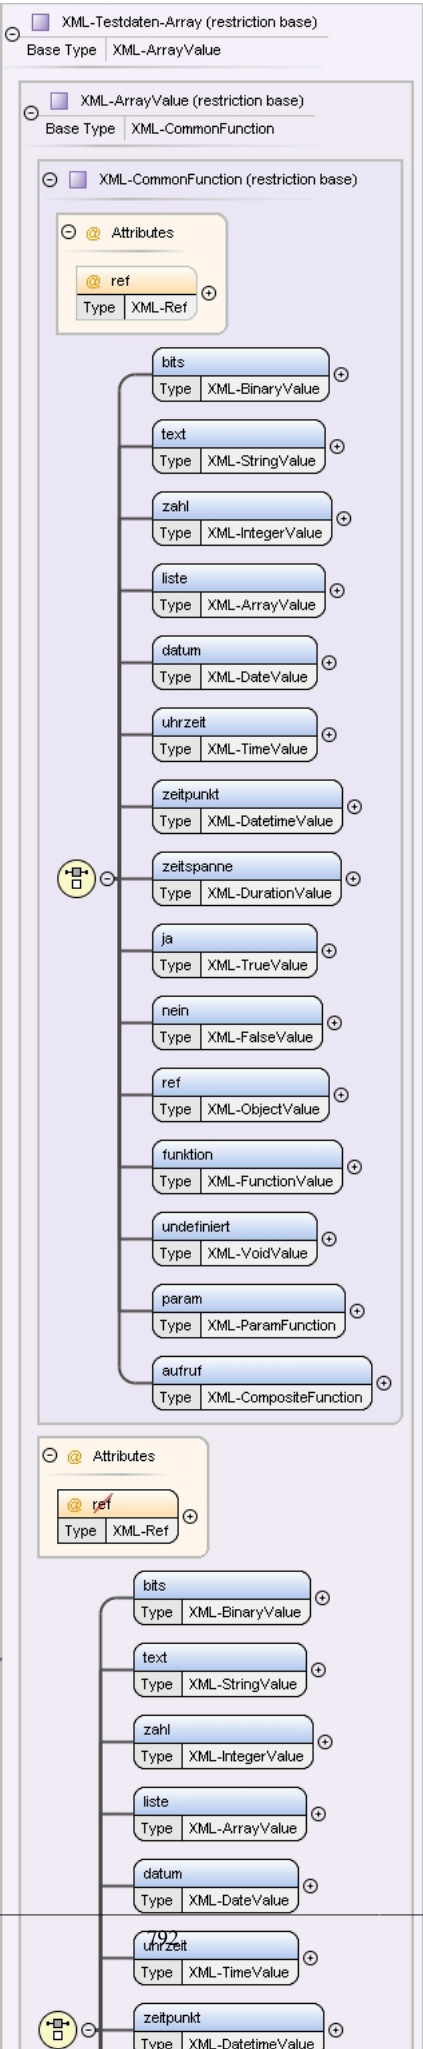 XML-Testdaten-Array (restriction base)
Base Type XML-ArrayValue
XML-ArrayValue (restriction base)
Base Type XML-CommonFunction
XML-CommonFunction (restriction base)
@ Attributes
@ ref
Type XML-Ref
bits
Type XML-BinaryValue
text
Type XML-StringValue
zahl
Type XML-IntegerValue
liste
Type XML-ArrayValue
datum
Type XML-DateValue
uhrzeit
Type XML-TimeValue
zeitpunkt
Type XML-DatetimeValue
zeitspanne
Type XML-DurationValue
ja
Type XML-TrueValue
nein
Type XML-FalseValue
ref
Type XML-ObjectValue
funktion
Type XML-FunctionValue
undefiniert
Type XML-VoidValue
param
Type XML-ParamFunction
aufruf
Type XML-CompositeFunction
@ Attributes
@ ref
Type XML-Ref
bits
Type XML-BinaryValue
text
Type XML-StringValue
zahl
Type XML-IntegerValue
liste
Type XML-ArrayValue
datum
Type XML-DateValue
792
uhrzeit
Type XML-TimeValue
zeitpunkt
Type XML-DatetimeValue